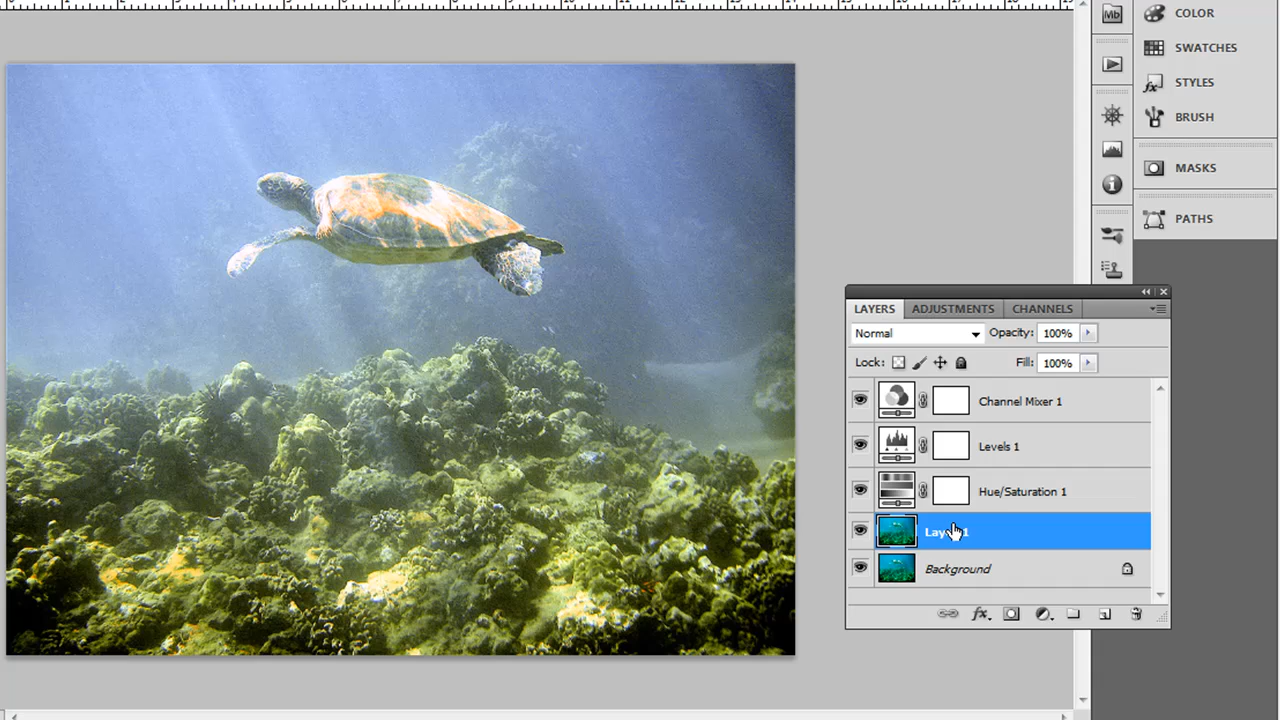 Mb
COLOR
SWATCHES
STYLES
BRUSH
MASKS
PATHS
LAYERS ADJUSTMENTS CHANNELS
Normal Opacity: 100%
Lock: Fill: 100%
Channel Mixer 1
Levels 1
Hue/Saturation 1
Background